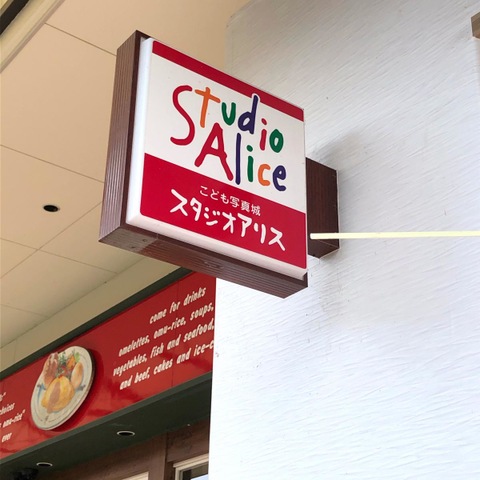 Studio
Alice
こども写真城
スタジオアリス
come for drinks
omelettes, omu-rice, soups,
vegetables, fish and seafood,
and beef, cakes and ice-c
over